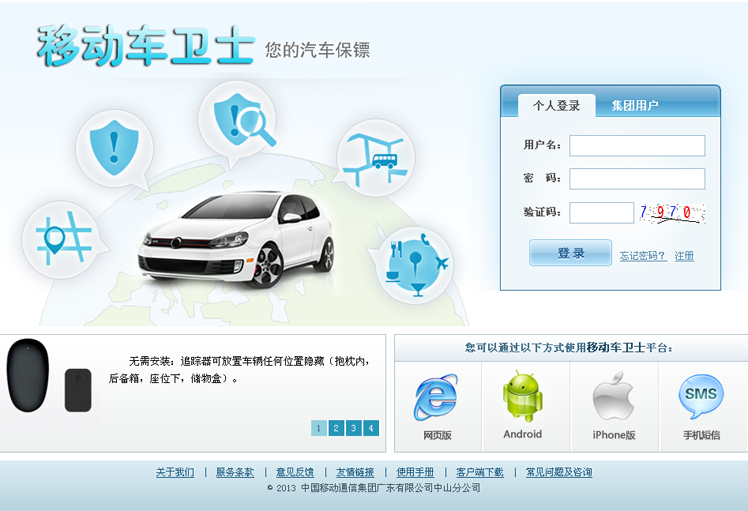 移动车卫士 您的汽车保镖
个人登录 集团用户
用户名：
密 码：
验证码： 7970
登 录 忘记密码？ 注册
无需安装：追踪器可放置车辆任何位置隐藏（抱枕内，
后备箱，座位下，储物盒）。
1 2 3 4
您可以通过以下方式使用移动车卫士平台：
SMS
网页版 Android iPhone版 手机短信
关于我们 | 服务条款 | 意见反馈 | 友情链接 | 使用手册 | 客户端下载 | 常见问题及咨询
© 2013 中国移动通信集团广东有限公司中山分公司